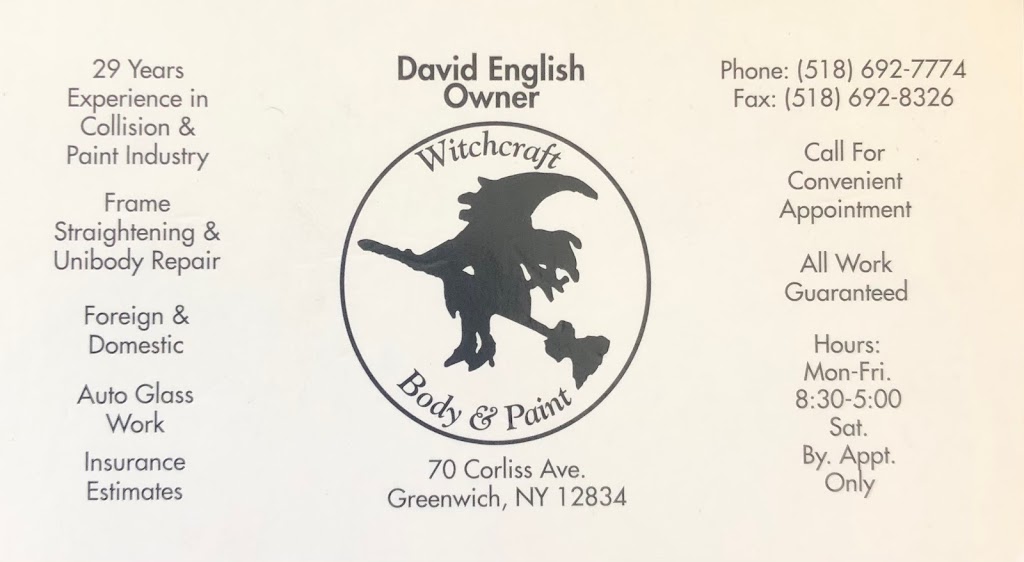 29 Years
Experience in
Collision &
Paint Industry
Frame
Straightening &
Unibody Repair
Foreign &
Domestic
Auto Glass
Work
Insurance
Estimates
David English
Owner
Witchcraft
Body & Paint
70 Corliss Ave.
Greenwich, NY 12834
Phone: (518) 692-7774
Fax: (518) 692-8326
Call For
Convenient
Appointment
All Work
Guaranteed
Hours:
Mon-Fri.
8:30-5:00
Sat.
By. Appt.
Only